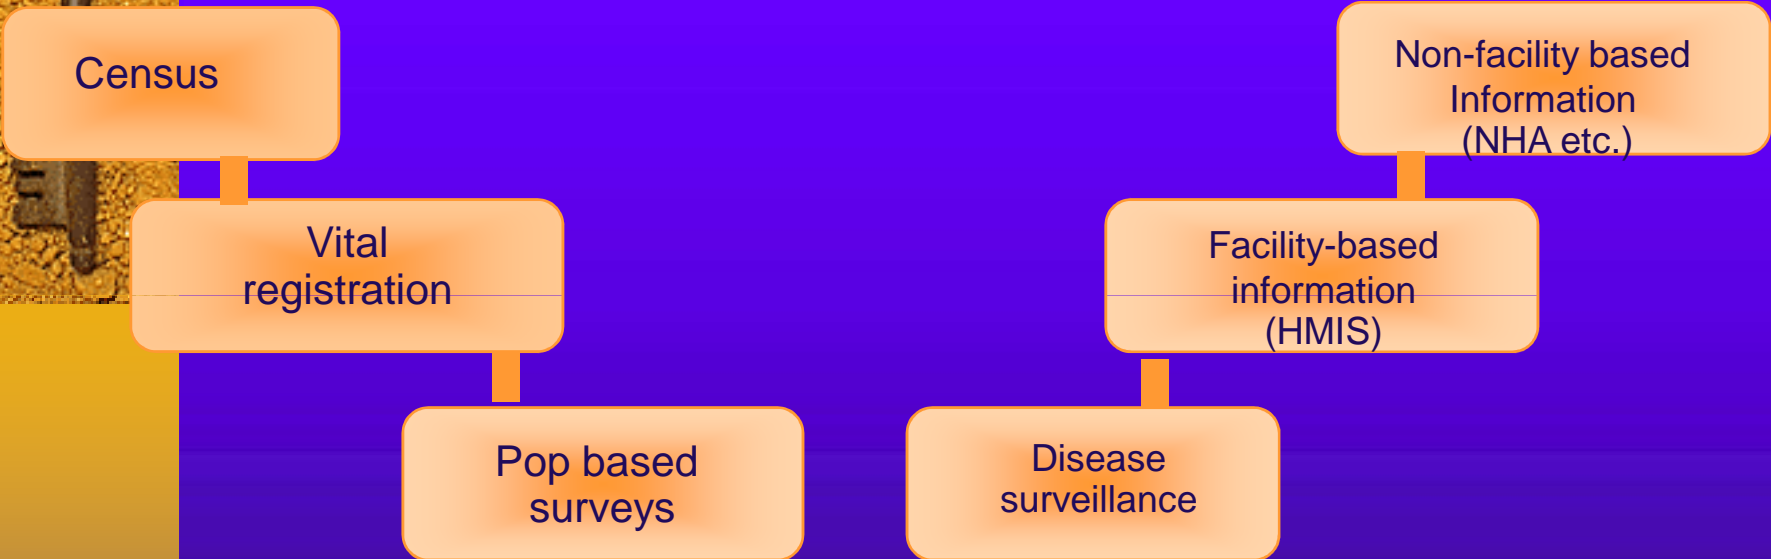 Census
Non-facility based
Information
(NHA etc.)
Vital
registration
Facility-based
information
(HMIS)
Pop based
surveys
Disease
surveillance